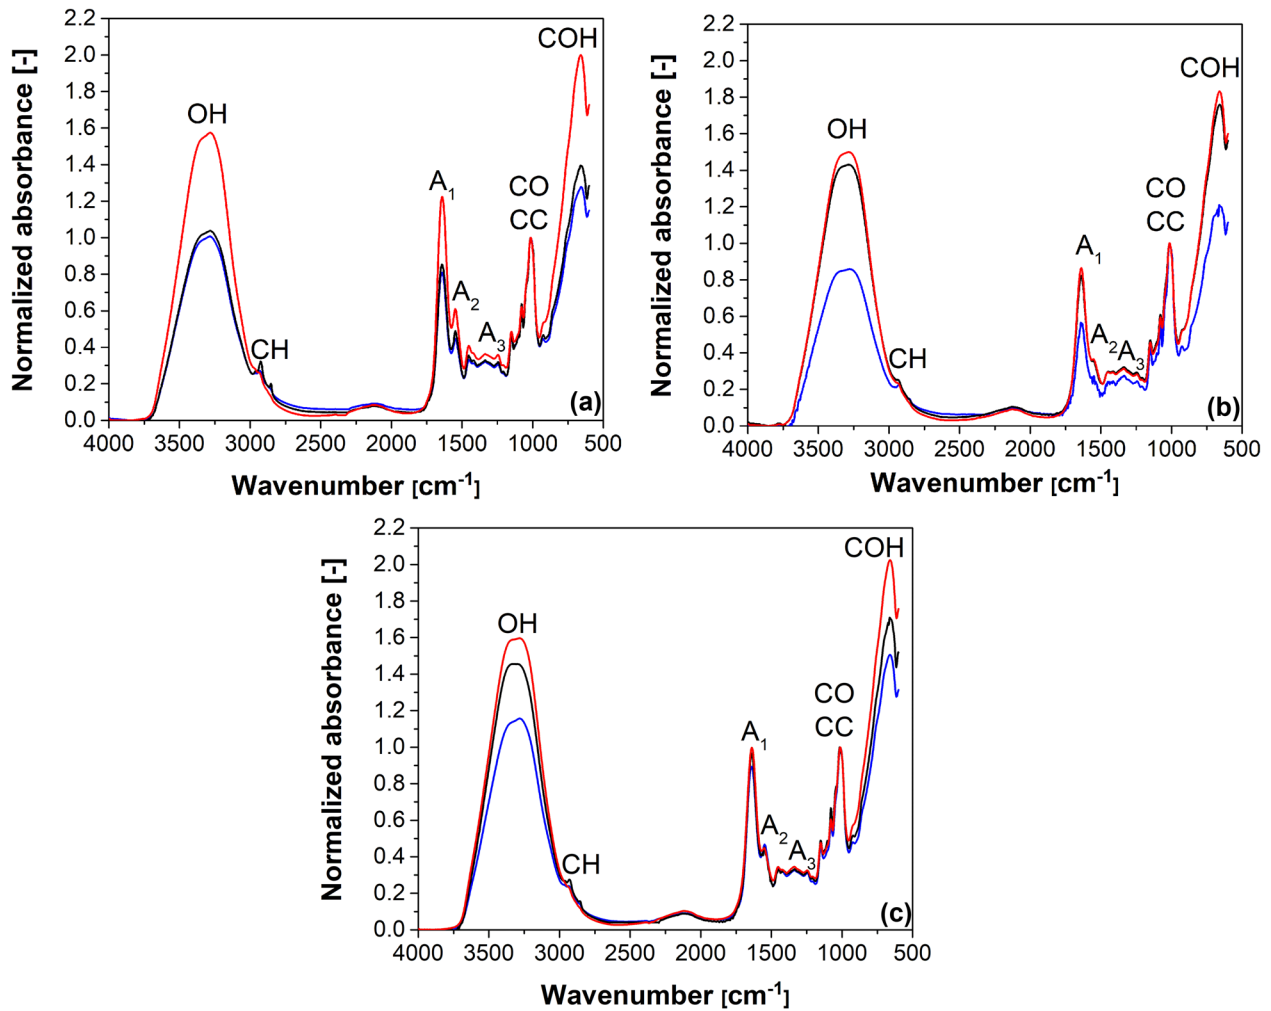 2.2
2.0
1.8
1.6
1.4
1.2
1.0
0.8
0.6
0.4
0.2
0.0
Normalized absorbance [-]
COH
OH
A1
CO
CC
A2
A3
CH
(a)
4000 3500 3000 2500 2000 1500 1000 500
Wavenumber [cm-1]
2.2
2.0
1.8
1.6
1.4
1.2
1.0
0.8
0.6
0.4
0.2
0.0
Normalized absorbance [-]
COH
OH
CO
CC
A1
A2 A3
CH
(b)
4000 3500 3000 2500 2000 1500 1000 500
Wavenumber [cm-1]
2.2
2.0
1.8
1.6
1.4
1.2
1.0
0.8
0.6
0.4
0.2
0.0
Normalized absorbance [-]
COH
OH
CO
CC
A1
A2
A3
CH
(c)
4000 3500 3000 2500 2000 1500 1000 500
Wavenumber [cm-1]